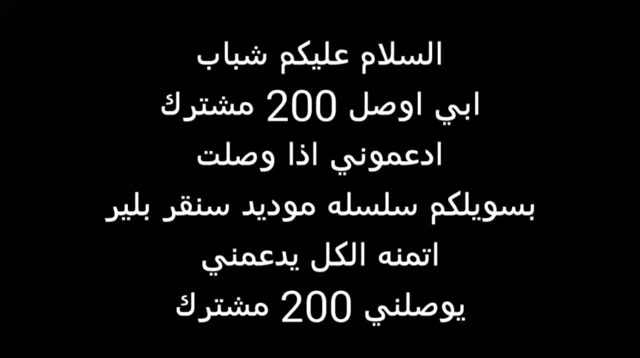 السلام عليكم شباب
ابي اوصل 200 مشترك
ادعموني اذا وصلت
بسويلكم سلسله موديد سنقر بلير
اتمنه الكل يدعمني
يوصلني 200 مشترك